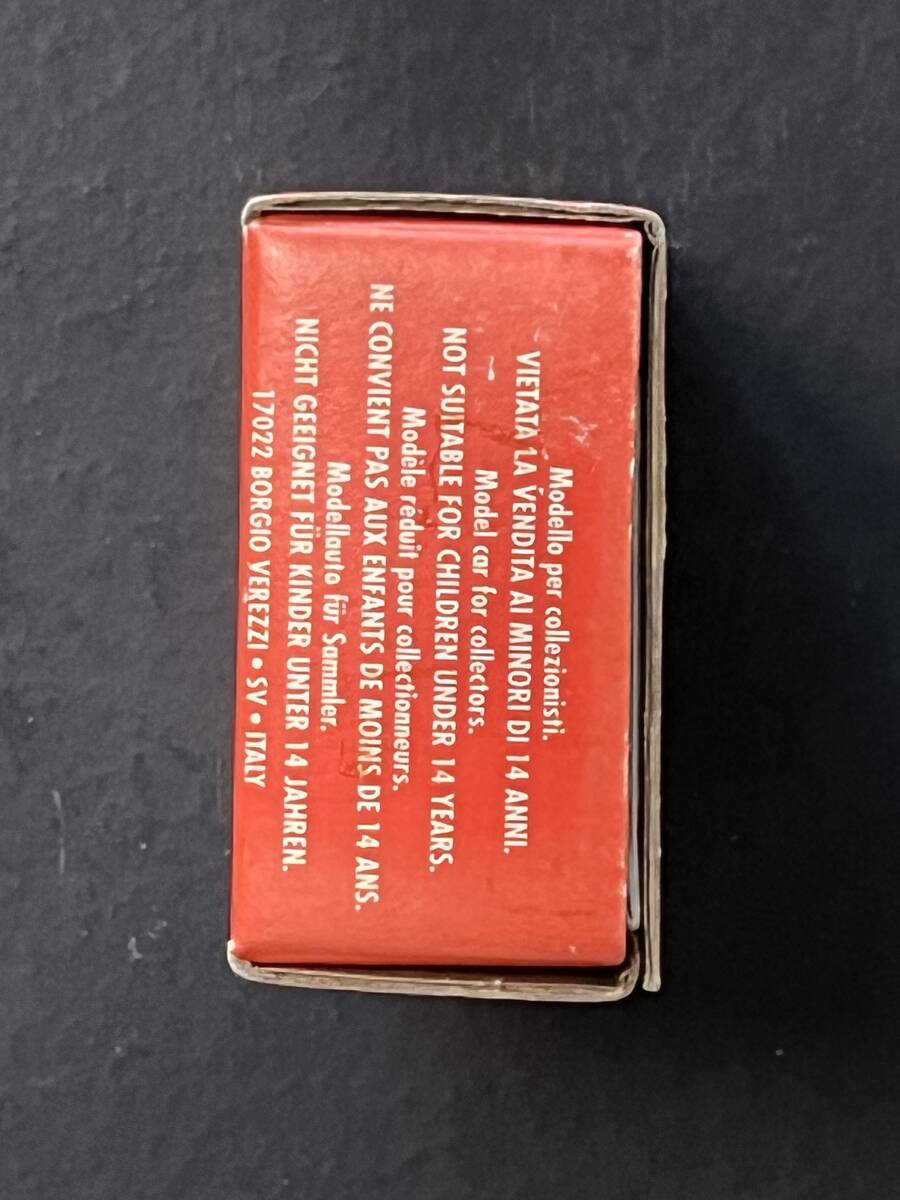 Modello per collezionisti.
VIETATA LA VENDITA AI MINORI DI 14 ANNI.
Model car for collectors.
NOT SUITABLE FOR CHILDREN UNDER 14 YEARS.
Modèle réduit pour collectionneurs.
NE CONVIENT PAS AUX ENFANTS DE MOINS DE 14 ANS.
Modellauto für Sammler.
NICHT GEEIGNET FÜR KINDER UNTER 14 JAHREN.
17022 BORGIO VEREZZI • SV • ITALY